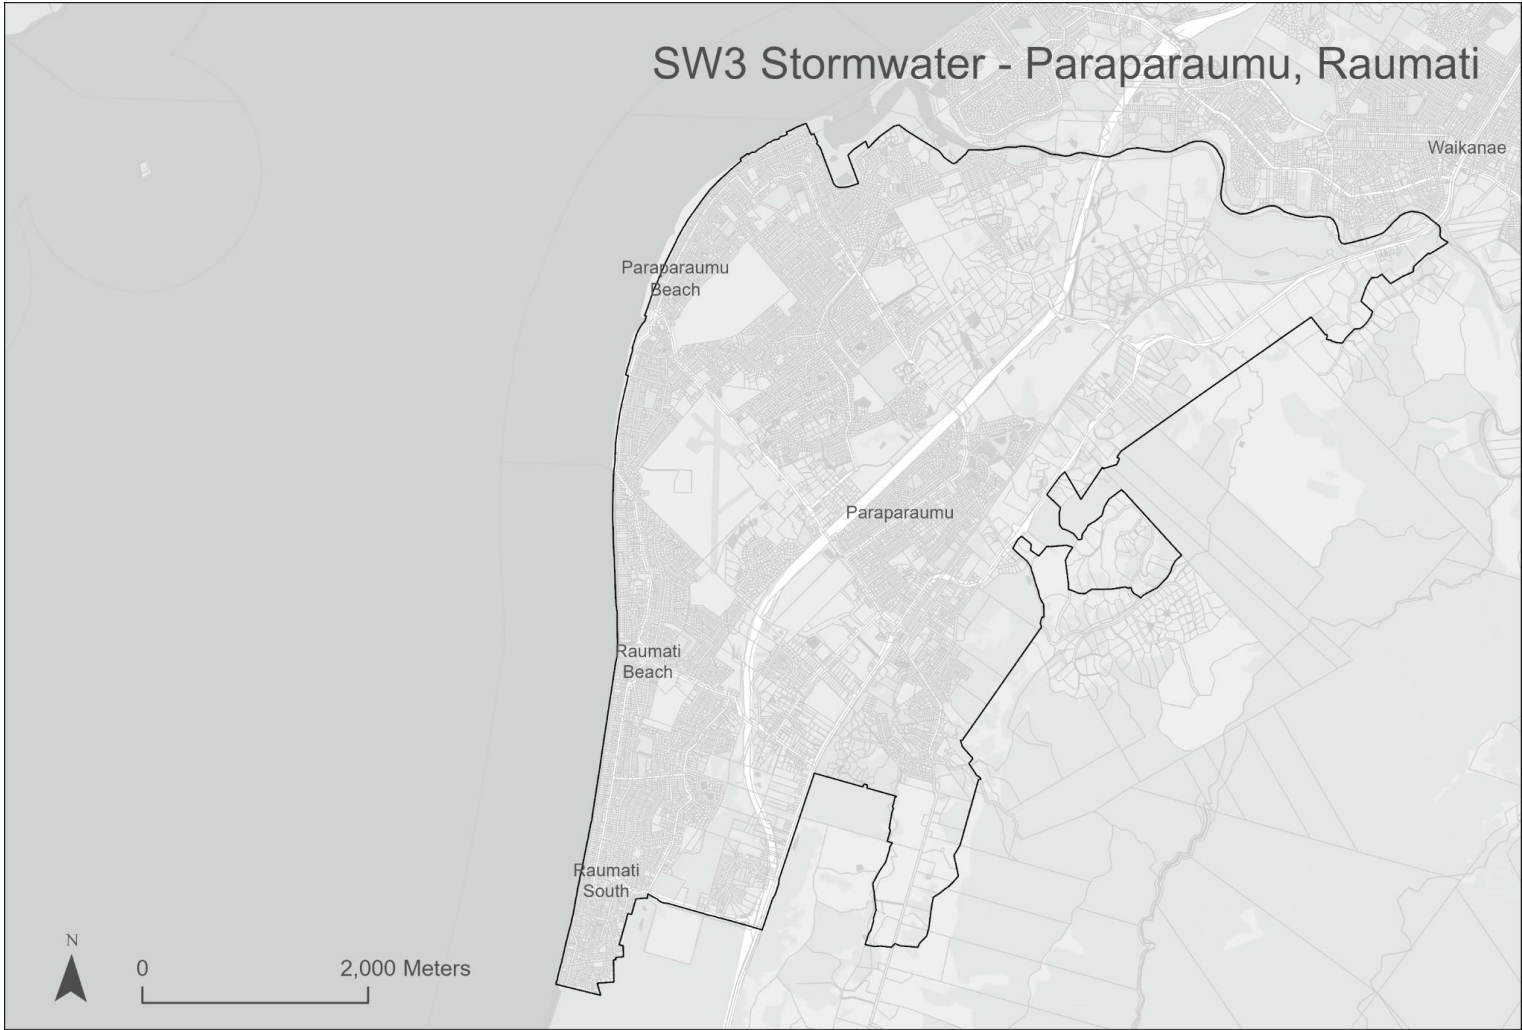 SW3 Stormwater - Paraparaumu, Raumati
Waikanae
Paraparaumu
Beach
Paraparaumu
Raumati
Beach
Raumati
South
N
0
2,000 Meters